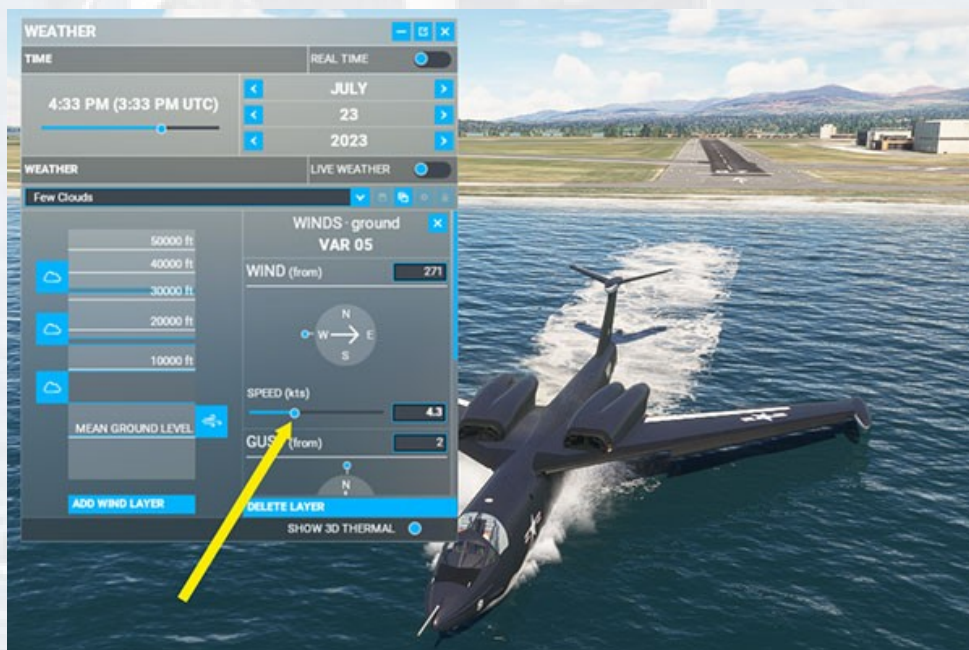 WEATHER
TIME
REAL TIME
4:33 PM (3:33 PM UTC)
JULY
23
2023
WEATHER
LIVE WEATHER
Few Clouds
WINDS · ground
VAR 05
50000 ft
40000 ft
30000 ft
20000 ft
10000 ft
MEAN GROUND LEVEL
ADD WIND LAYER
WIND (from) 271
N
W E
S
SPEED (kts)
4.3
GUST (from) 2
N
DELETE LAYER
SHOW 3D THERMAL